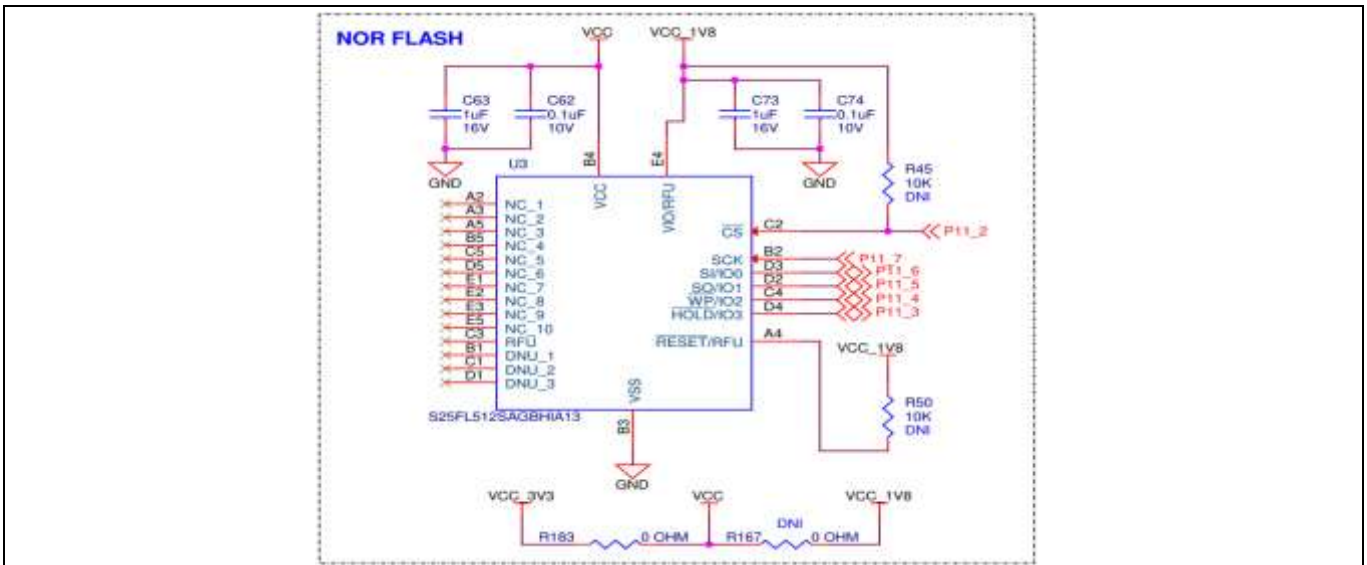 NOR FLASH
VCC
VCC_1V8
C63
1uF
16V
C62
0.1uF
10V
C73
1uF
16V
C74
0.1uF
10V
R45
10K
DNI
GND
GND
U3
B4
E4
VCC
VIO/RFU
A2 NC_1
A3 NC_2
A5 NC_3
B5 NC_4
C5 NC_5
D5 NC_6
E1 NC_7
E2 NC_8
E3 NC_9
E5 NC_10
C3 RFU
B1 DNU_1
C1 DNU_2
D1 DNU_3
CS C2 P11_2
SCK B2 P11_7
SI/IO0 D3 P11_6
SO/IO1 D2 P11_5
WP/IO2 C4 P11_4
HOLD/IO3 D4 P11_3
RESET/RFU A4
VCC_1V8
R50
10K
DNI
VSS
S25FL512SAGBHIA13
B3
GND
VCC_3V3
VCC
VCC_1V8
DNI
R183 0 OHM R167 0 OHM